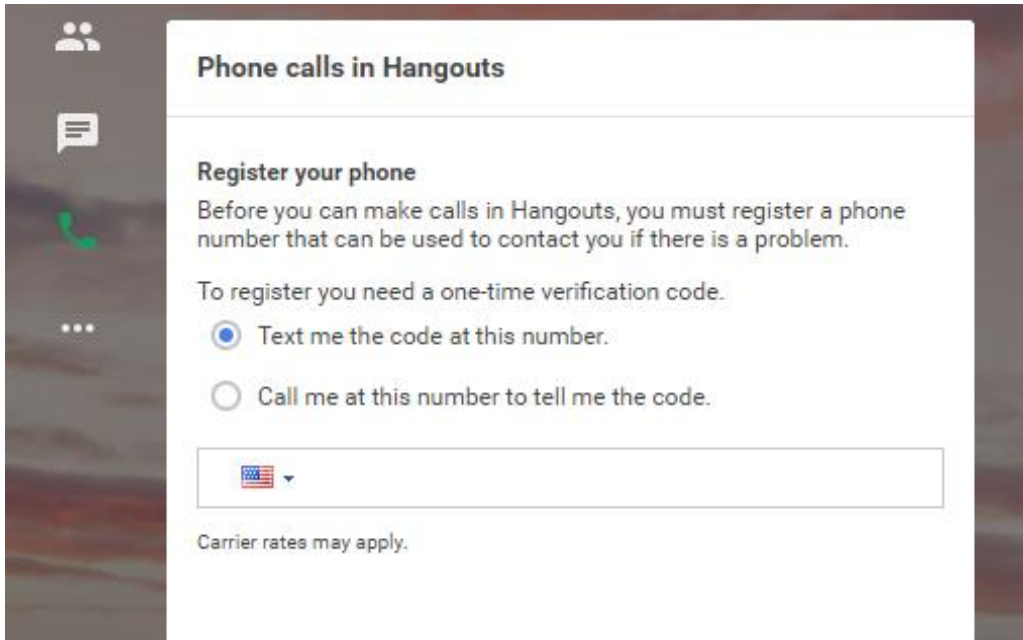 Phone calls in Hangouts
Register your phone
Before you can make calls in Hangouts, you must register a phone
number that can be used to contact you if there is a problem.
To register you need a one-time verification code.
Text me the code at this number.
Call me at this number to tell me the code.
Carrier rates may apply.